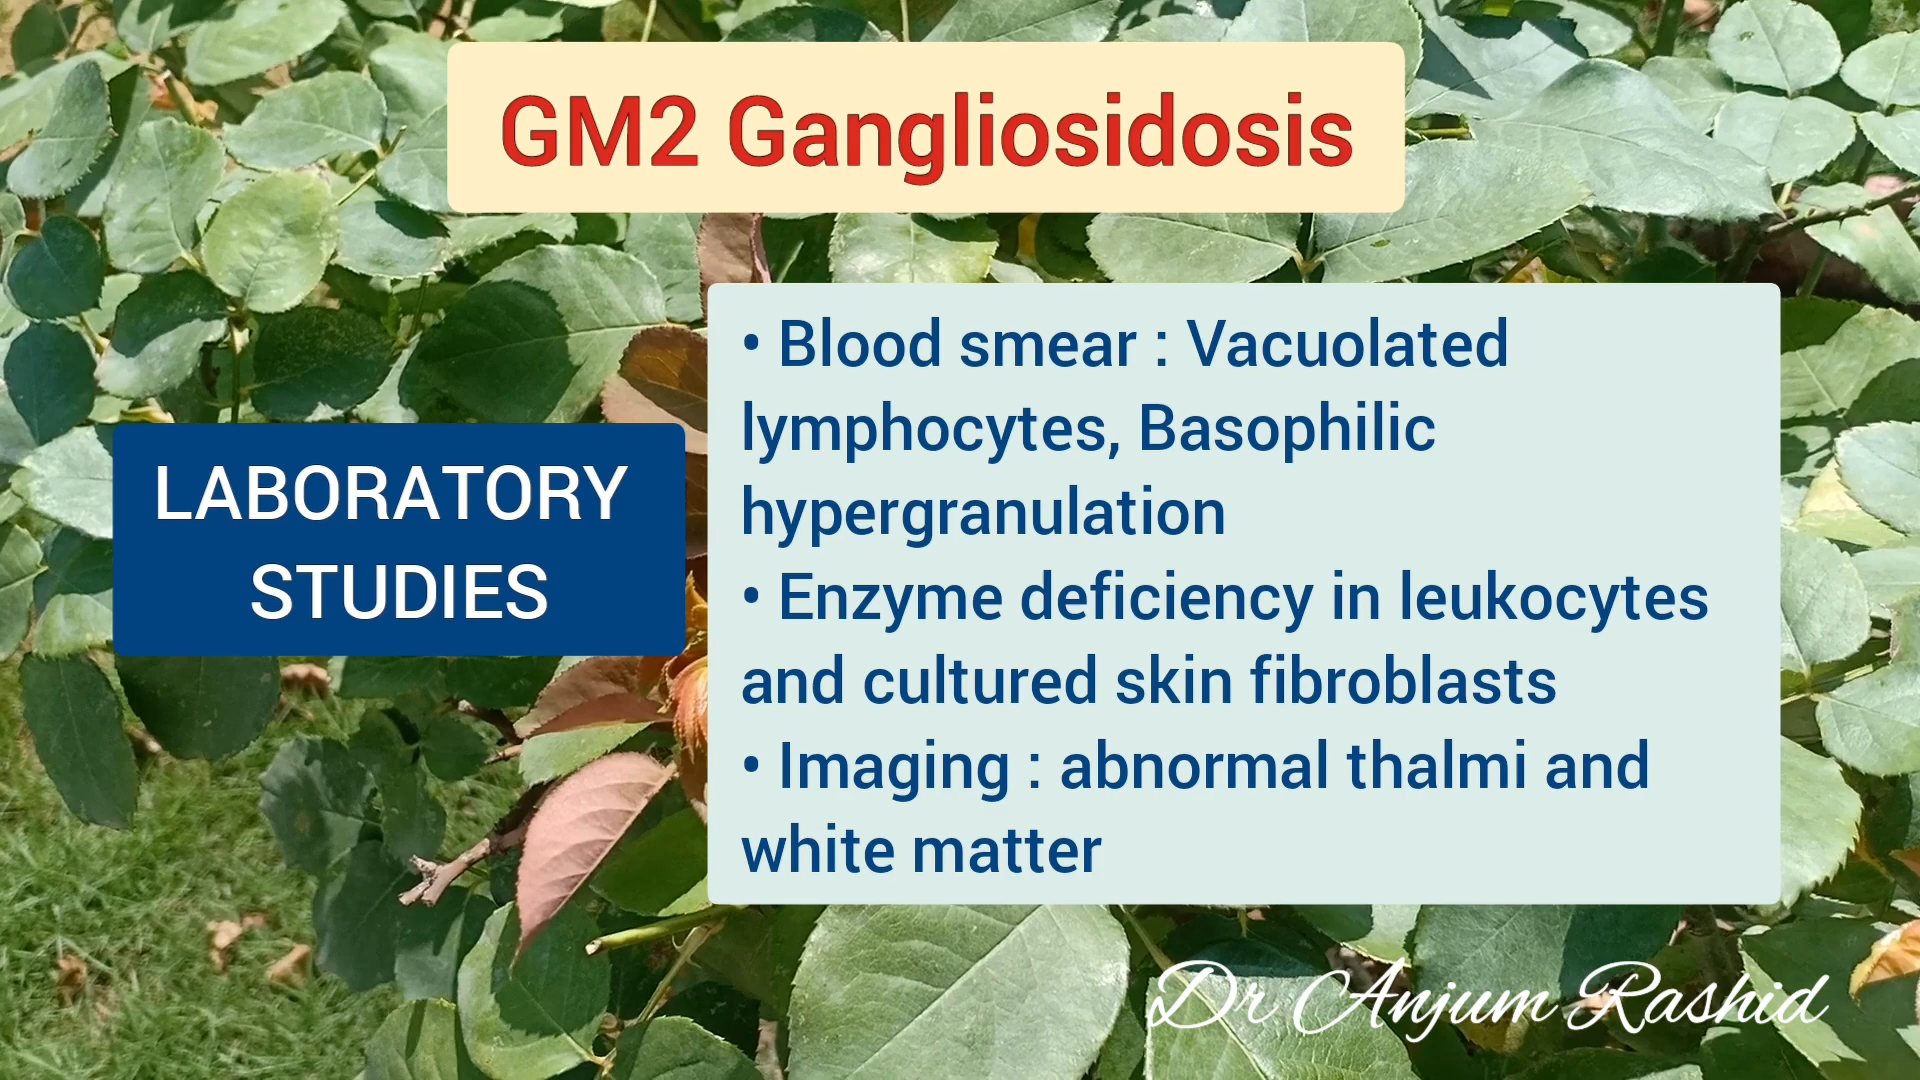 GM2 Gangliosidosis
LABORATORY
STUDIES
• Blood smear : Vacuolated
lymphocytes, Basophilic
hypergranulation
• Enzyme deficiency in leukocytes
and cultured skin fibroblasts
• Imaging : abnormal thalmi and
white matter
Dr Anjum Rashid